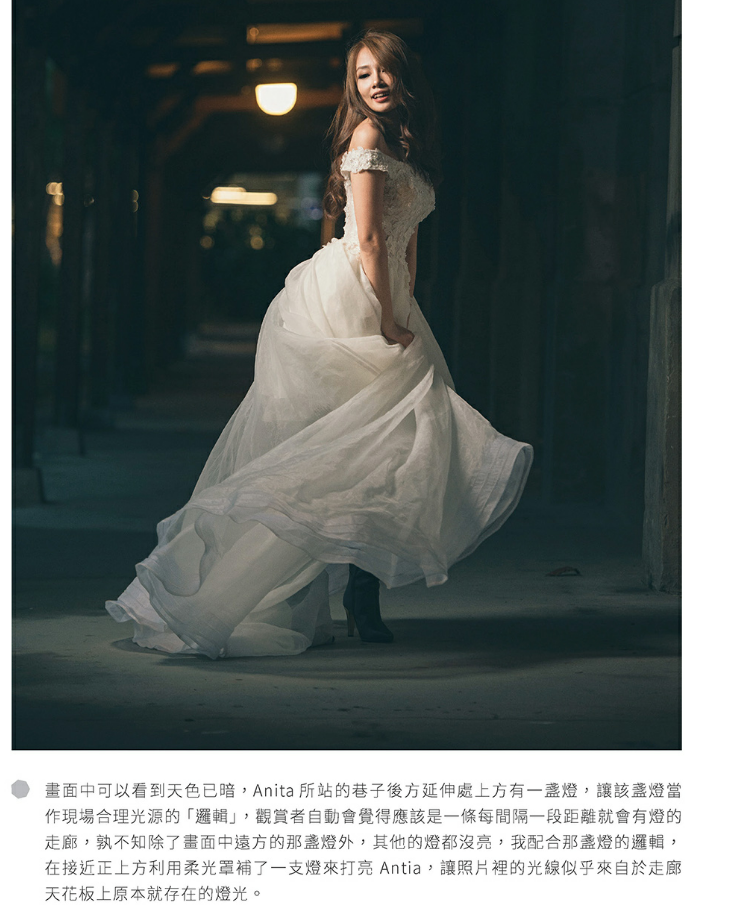 畫面中可以看到天色已暗，Anita 所站的巷子後方延伸處上方有一盞燈，讓該盞燈當
作現場合理光源的「邏輯」，觀賞者自動會覺得應該是一條每間隔一段距離就會有燈的
走廊，孰不知除了畫面中遠方的那盞燈外，其他的燈都沒亮，我配合那盞燈的邏輯，
在接近正上方利用柔光罩補了一支燈來打亮 Antia，讓照片裡的光線似乎來自於走廊
天花板上原本就存在的燈光。